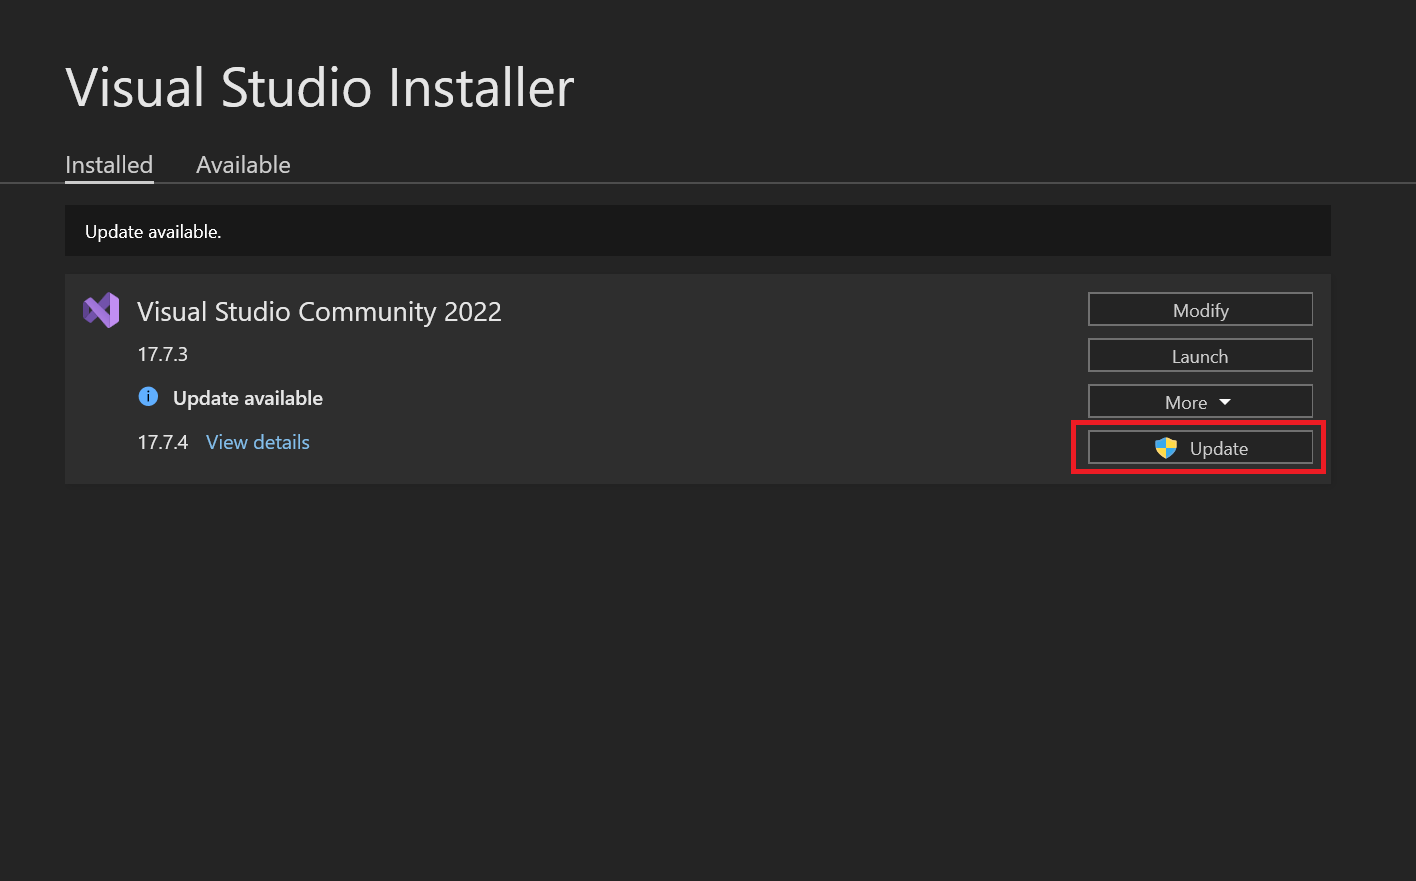 Visual Studio Installer
Installed Available
Update available.
Visual Studio Community 2022
Modify
17.7.3
Launch
Update available
More
17.7.4 View details
Update